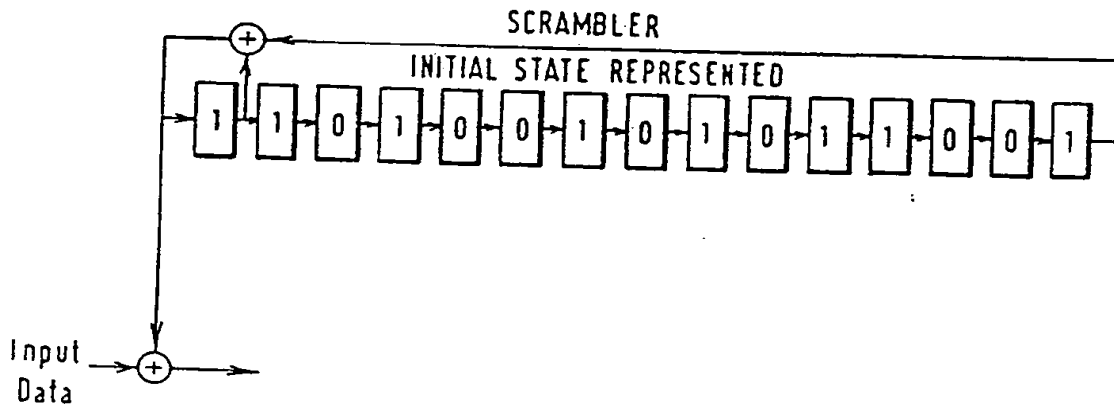 SCRAMBLER
INITIAL STATE REPRESENTED
1 1 0 1 0 0 1 0 1 0 1 1 0 0 1
Input
Data